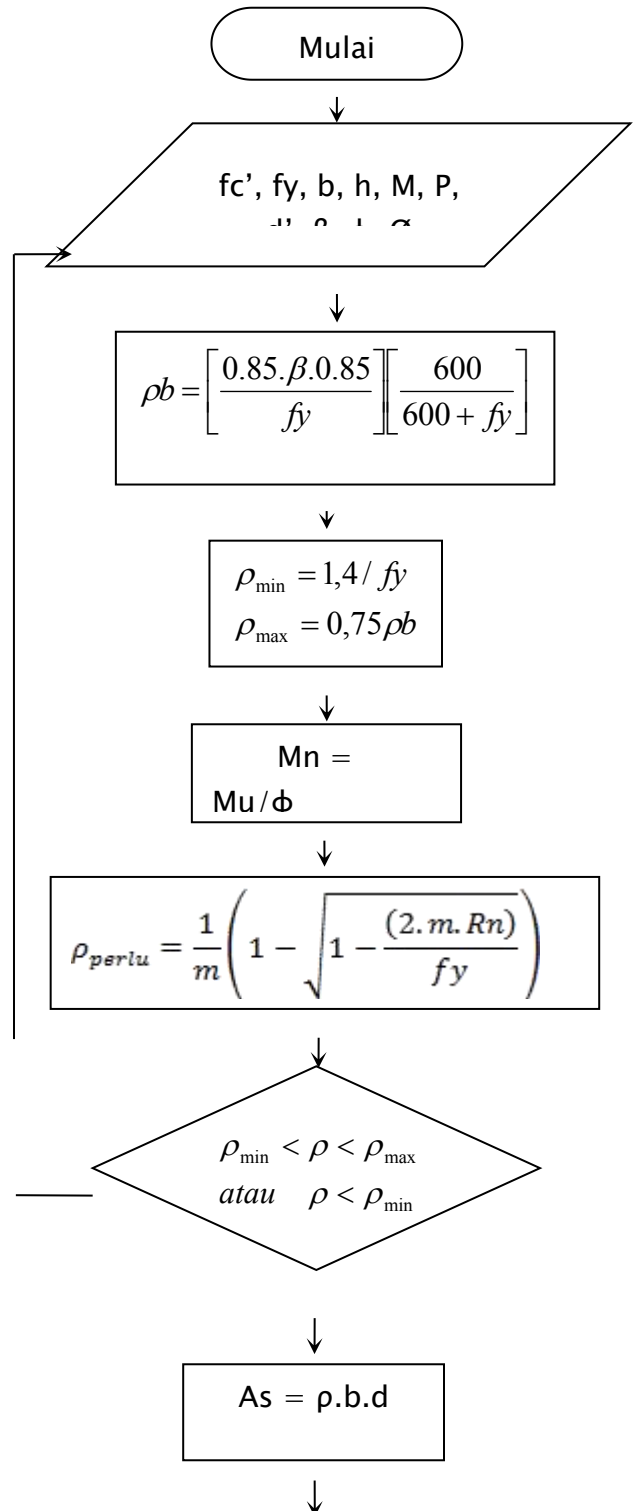 Mulai
fc', fy, b, h, M, P,
ρb = [0.85.β.0.85 / fy] [600 / 600 + fy]
ρmin = 1,4 / fy
ρmax = 0,75ρb
Mn =
Mu/ф
ρperlu = 1/m (1 − √(1 − (2.m.Rn) / fy))
ρmin < ρ < ρmax
atau ρ < ρmin
As = ρ.b.d